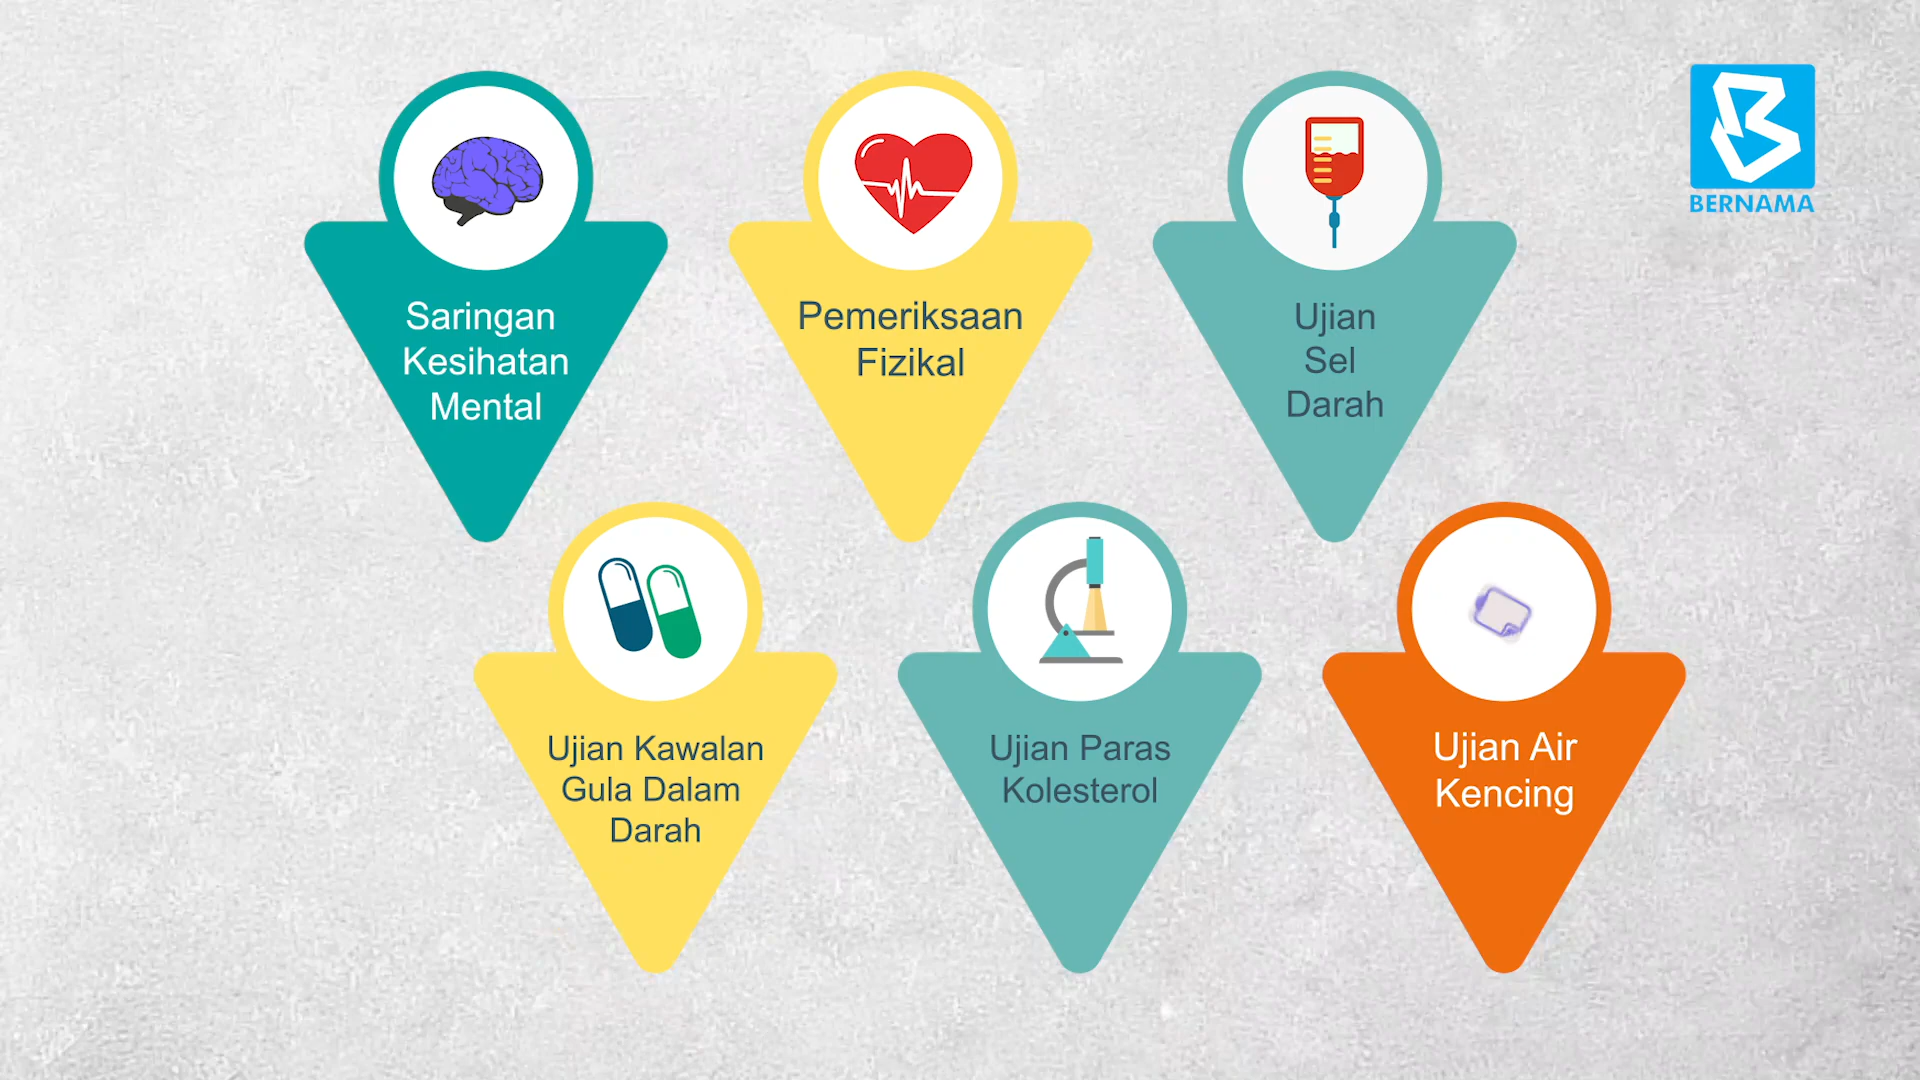 BERNAMA
Saringan
Kesihatan
Mental
Pemeriksaan
Fizikal
Ujian
Sel
Darah
Ujian Kawalan
Gula Dalam
Darah
Ujian Paras
Kolesterol
Ujian Air
Kencing